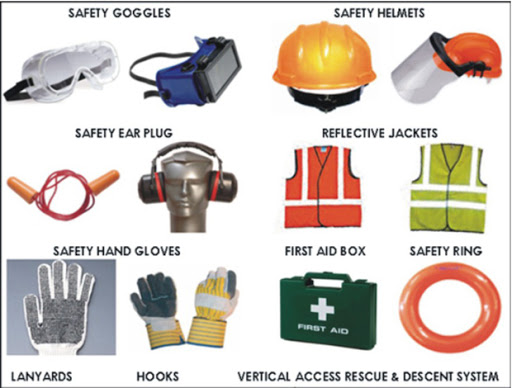 SAFETY GOGGLES
SAFETY HELMETS
SAFETY EAR PLUG
REFLECTIVE JACKETS
SAFETY HAND GLOVES
FIRST AID BOX
SAFETY RING
FIRST AID
LANYARDS
HOOKS
VERTICAL ACCESS RESCUE & DESCENT SYSTEM